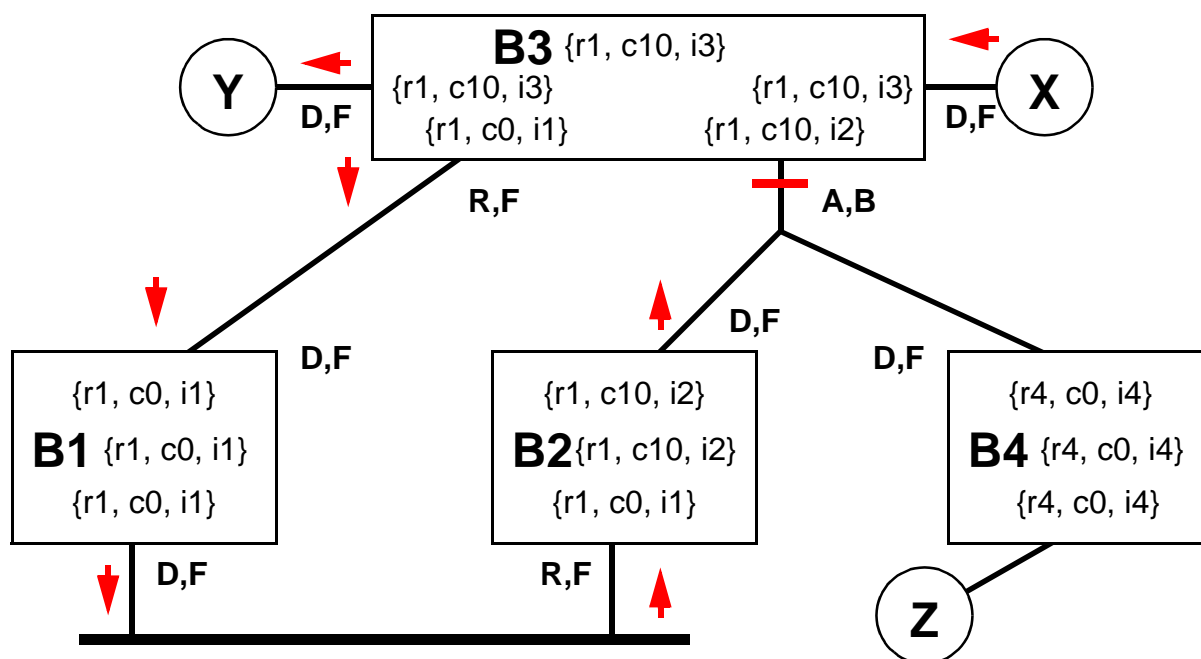 B3 {r1, c10, i3}
Y
{r1, c10, i3} {r1, c10, i3}
X
D,F
D,F
{r1, c0, i1} {r1, c10, i2}
R,F
A,B
D,F
D,F
D,F
{r1, c0, i1}
B1 {r1, c0, i1}
{r1, c0, i1}
{r1, c10, i2}
B2 {r1, c10, i2}
{r1, c0, i1}
{r4, c0, i4}
B4 {r4, c0, i4}
{r4, c0, i4}
D,F
R,F
Z